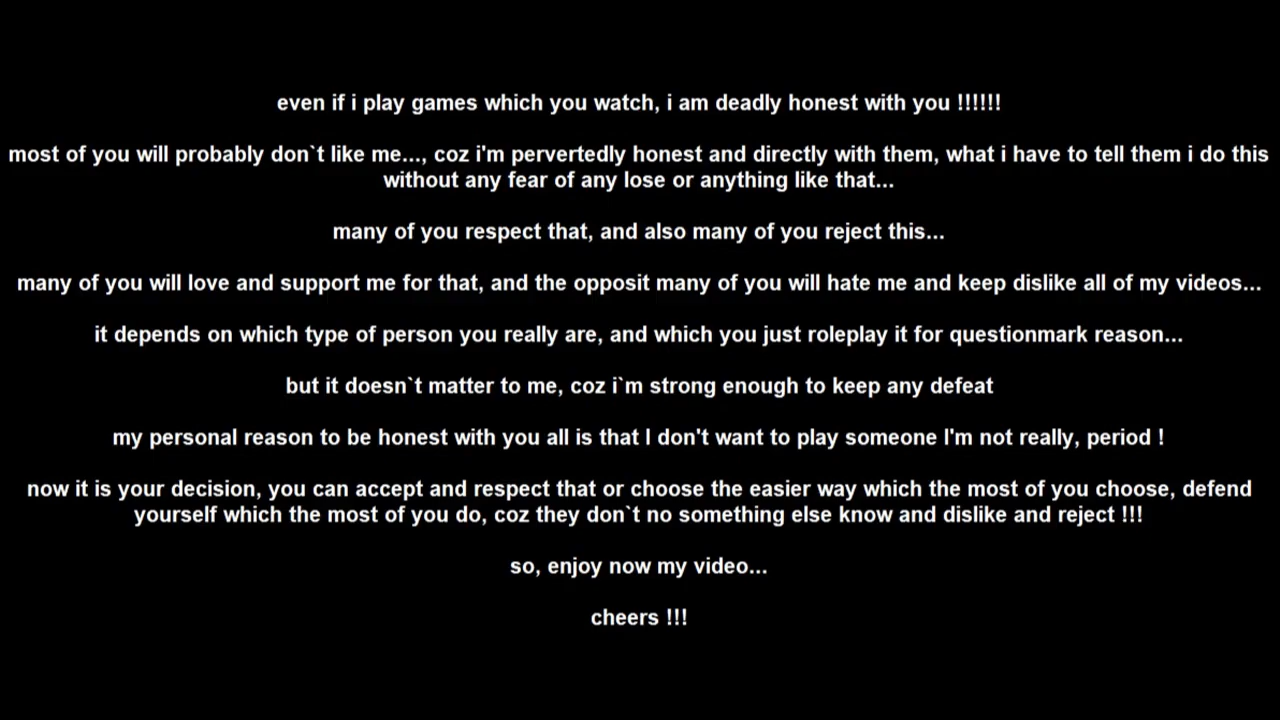 even if i play games which you watch, i am deadly honest with you !!!!!!
most of you will probably don`t like me..., coz i'm pervertedly honest and directly with them, what i have to tell them i do this
without any fear of any lose or anything like that...
many of you respect that, and also many of you reject this...
many of you will love and support me for that, and the opposit many of you will hate me and keep dislike all of my videos...
it depends on which type of person you really are, and which you just roleplay it for questionmark reason...
but it doesn`t matter to me, coz i`m strong enough to keep any defeat
my personal reason to be honest with you all is that I don't want to play someone I'm not really, period !
now it is your decision, you can accept and respect that or choose the easier way which the most of you choose, defend
yourself which the most of you do, coz they don`t no something else know and dislike and reject !!!
so, enjoy now my video...
cheers !!!